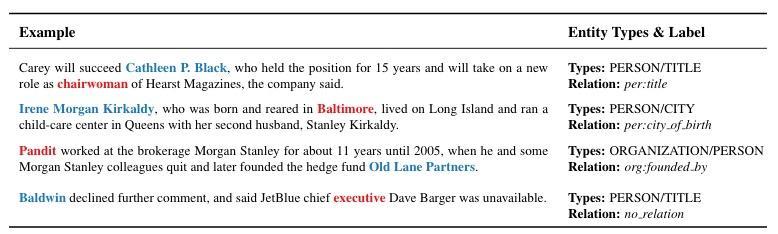 Example Entity Types & Label
Carey will succeed Cathleen P. Black, who held the position for 15 years and will take on a new Types: PERSON/TITLE
role as chairwoman of Hearst Magazines, the company said. Relation: per:title
Irene Morgan Kirkaldy, who was born and reared in Baltimore, lived on Long Island and ran a Types: PERSON/CITY
child-care center in Queens with her second husband, Stanley Kirkaldy. Relation: per:city_of_birth
Pandit worked at the brokerage Morgan Stanley for about 11 years until 2005, when he and some Types: ORGANIZATION/PERSON
Morgan Stanley colleagues quit and later founded the hedge fund Old Lane Partners. Relation: org:founded_by
Baldwin declined further comment, and said JetBlue chief executive Dave Barger was unavailable. Types: PERSON/TITLE
Relation: no_relation